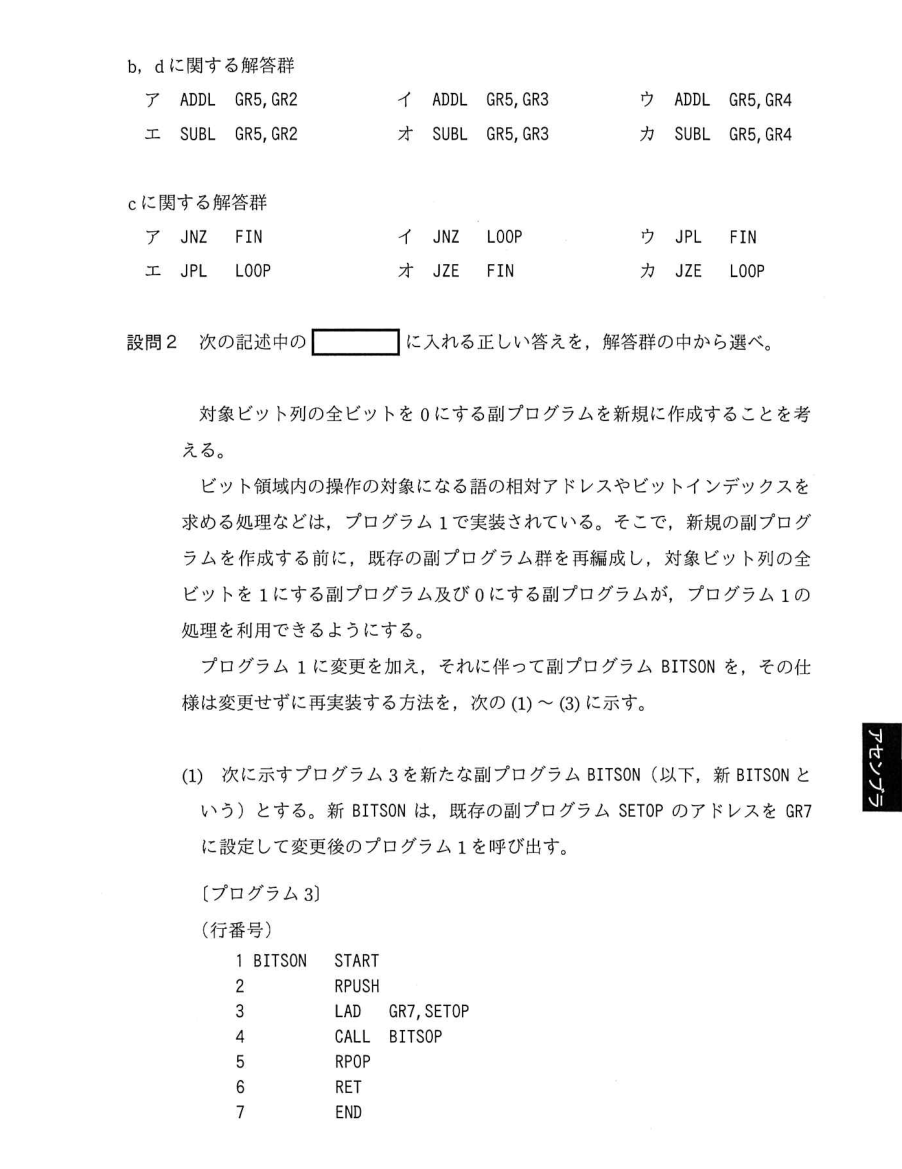 b，dに関する解答群
ア ADDL GR5,GR2 イ ADDL GR5,GR3 ウ ADDL GR5,GR4
エ SUBL GR5,GR2 オ SUBL GR5,GR3 カ SUBL GR5,GR4
cに関する解答群
ア JNZ FIN イ JNZ LOOP ウ JPL FIN
エ JPL LOOP オ JZE FIN カ JZE LOOP
設問2 次の記述中の に入れる正しい答えを，解答群の中から選べ。
対象ビット列の全ビットを0にする副プログラムを新規に作成することを考
える。
ビット領域内の操作の対象になる語の相対アドレスやビットインデックスを
求める処理などは，プログラム1で実装されている。そこで，新規の副プログ
ラムを作成する前に，既存の副プログラム群を再編成し，対象ビット列の全
ビットを1にする副プログラム及び0にする副プログラムが，プログラム1の
処理を利用できるようにする。
プログラム1に変更を加え，それに伴って副プログラム BITSON を，その仕
様は変更せずに再実装する方法を，次の(1)～(3)に示す。
(1) 次に示すプログラム3を新たな副プログラム BITSON（以下，新 BITSON と
いう）とする。新 BITSON は，既存の副プログラム SETOP のアドレスを GR7
に設定して変更後のプログラム1を呼び出す。
〔プログラム3〕
（行番号）
1 BITSON START
2 RPUSH
3 LAD GR7,SETOP
4 CALL BITSOP
5 RPOP
6 RET
7 END
アセンブラ